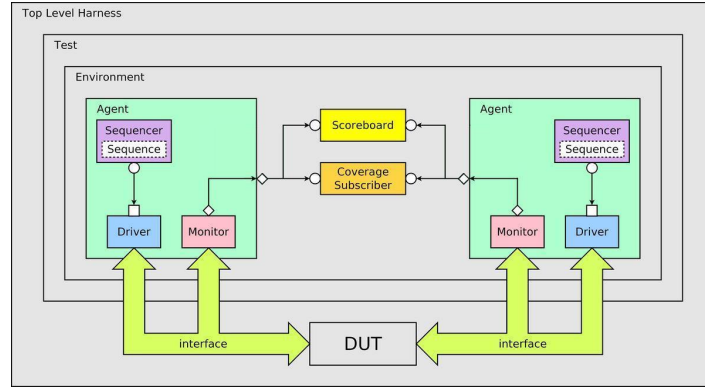 Top Level Harness
Test
Environment
Agent
Sequencer
Sequence
Driver
Monitor
Scoreboard
Coverage
Subscriber
Agent
Sequencer
Sequence
Monitor
Driver
interface
DUT
interface